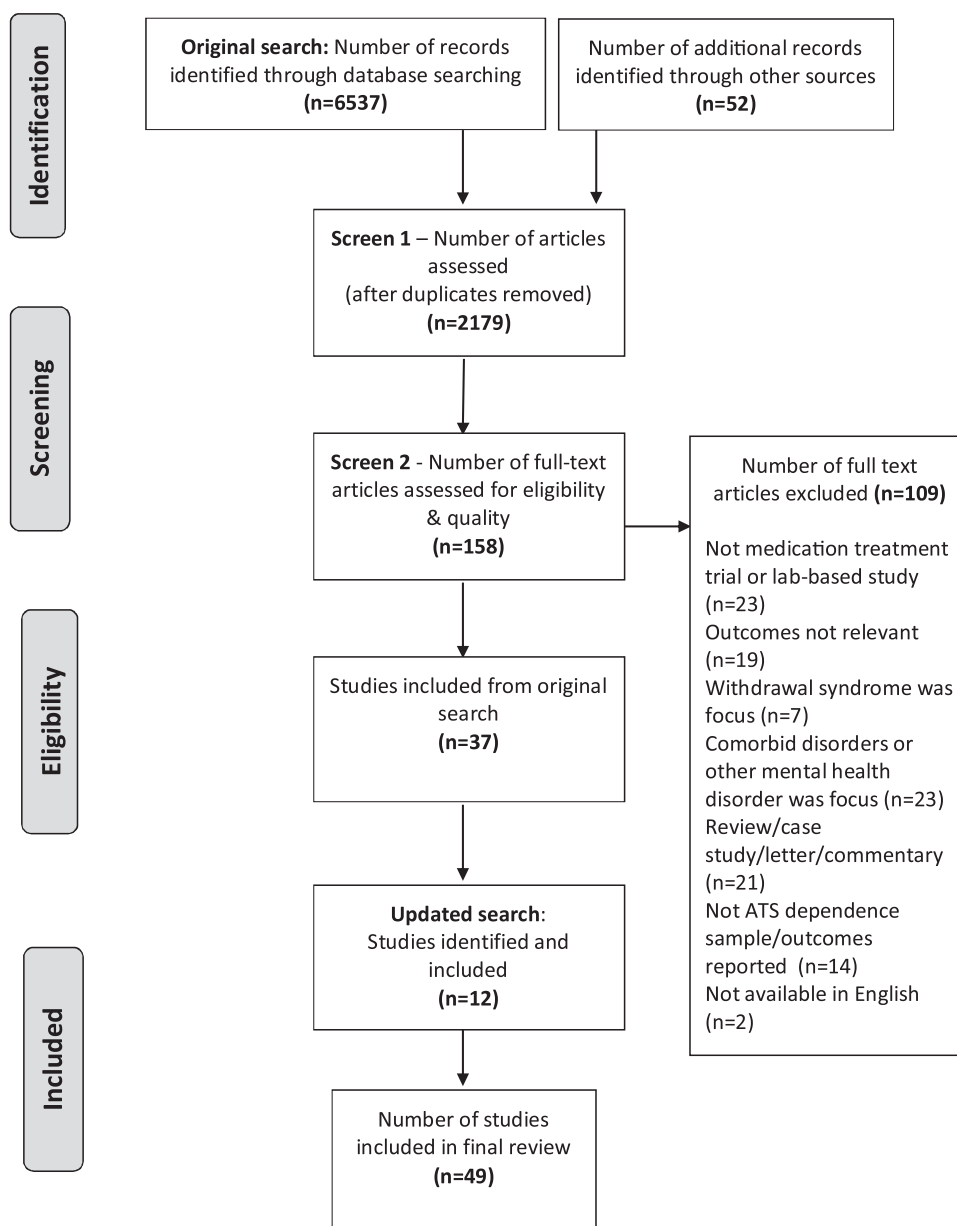 Identification
Original search: Number of records
identified through database searching
(n=6537)
Number of additional records
identified through other sources
(n=52)
Screen 1 – Number of articles
assessed
(after duplicates removed)
(n=2179)
Screening
Screen 2 - Number of full-text
articles assessed for eligibility
& quality
(n=158)
Number of full text
articles excluded (n=109)
Not medication treatment
trial or lab-based study
(n=23)
Outcomes not relevant
(n=19)
Withdrawal syndrome was
focus (n=7)
Comorbid disorders or
other mental health
disorder was focus (n=23)
Review/case
study/letter/commentary
(n=21)
Not ATS dependence
sample/outcomes
reported (n=14)
Not available in English
(n=2)
Eligibility
Studies included from original
search
(n=37)
Updated search:
Studies identified and
included
(n=12)
Included
Number of studies
included in final review
(n=49)